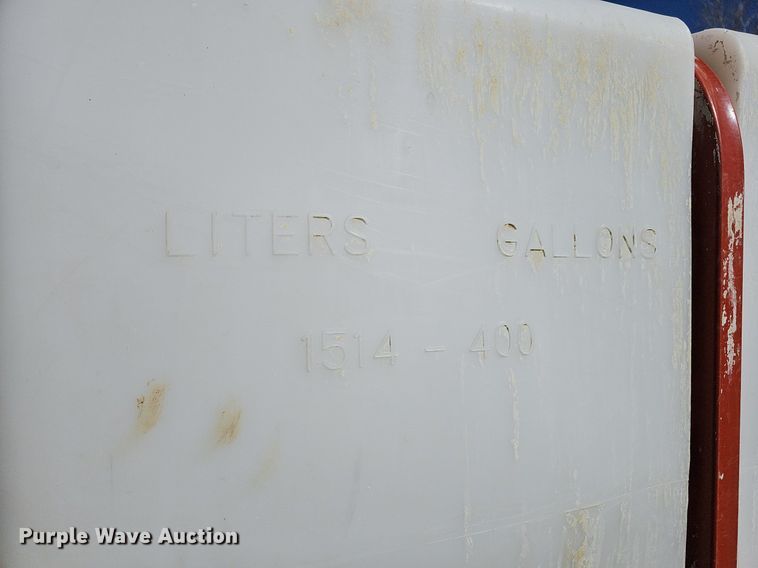 LITERS GALLONS
1514 - 400
Purple Wave Auction